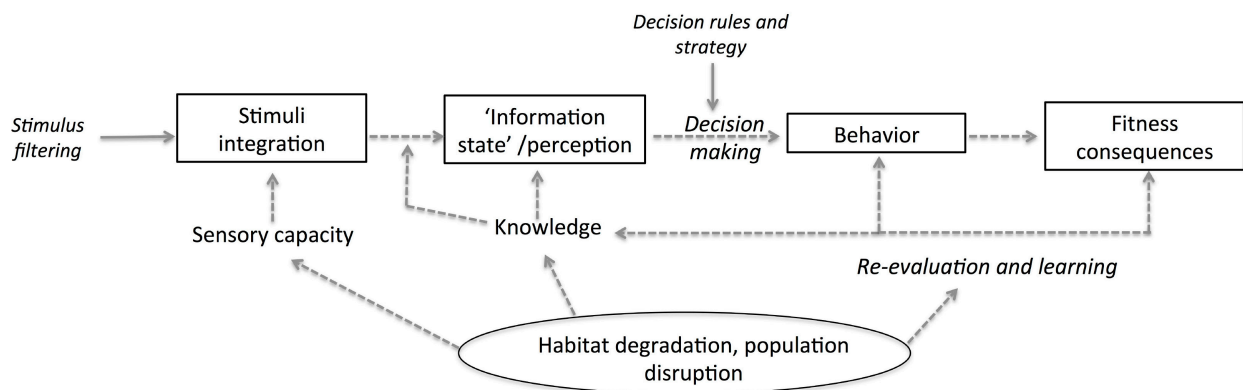 Decision rules and
strategy
Stimulus
filtering
Stimuli
integration
'Information
state' /perception
Decision
making
Behavior
Fitness
consequences
Sensory capacity
Knowledge
Re-evaluation and learning
Habitat degradation, population
disruption